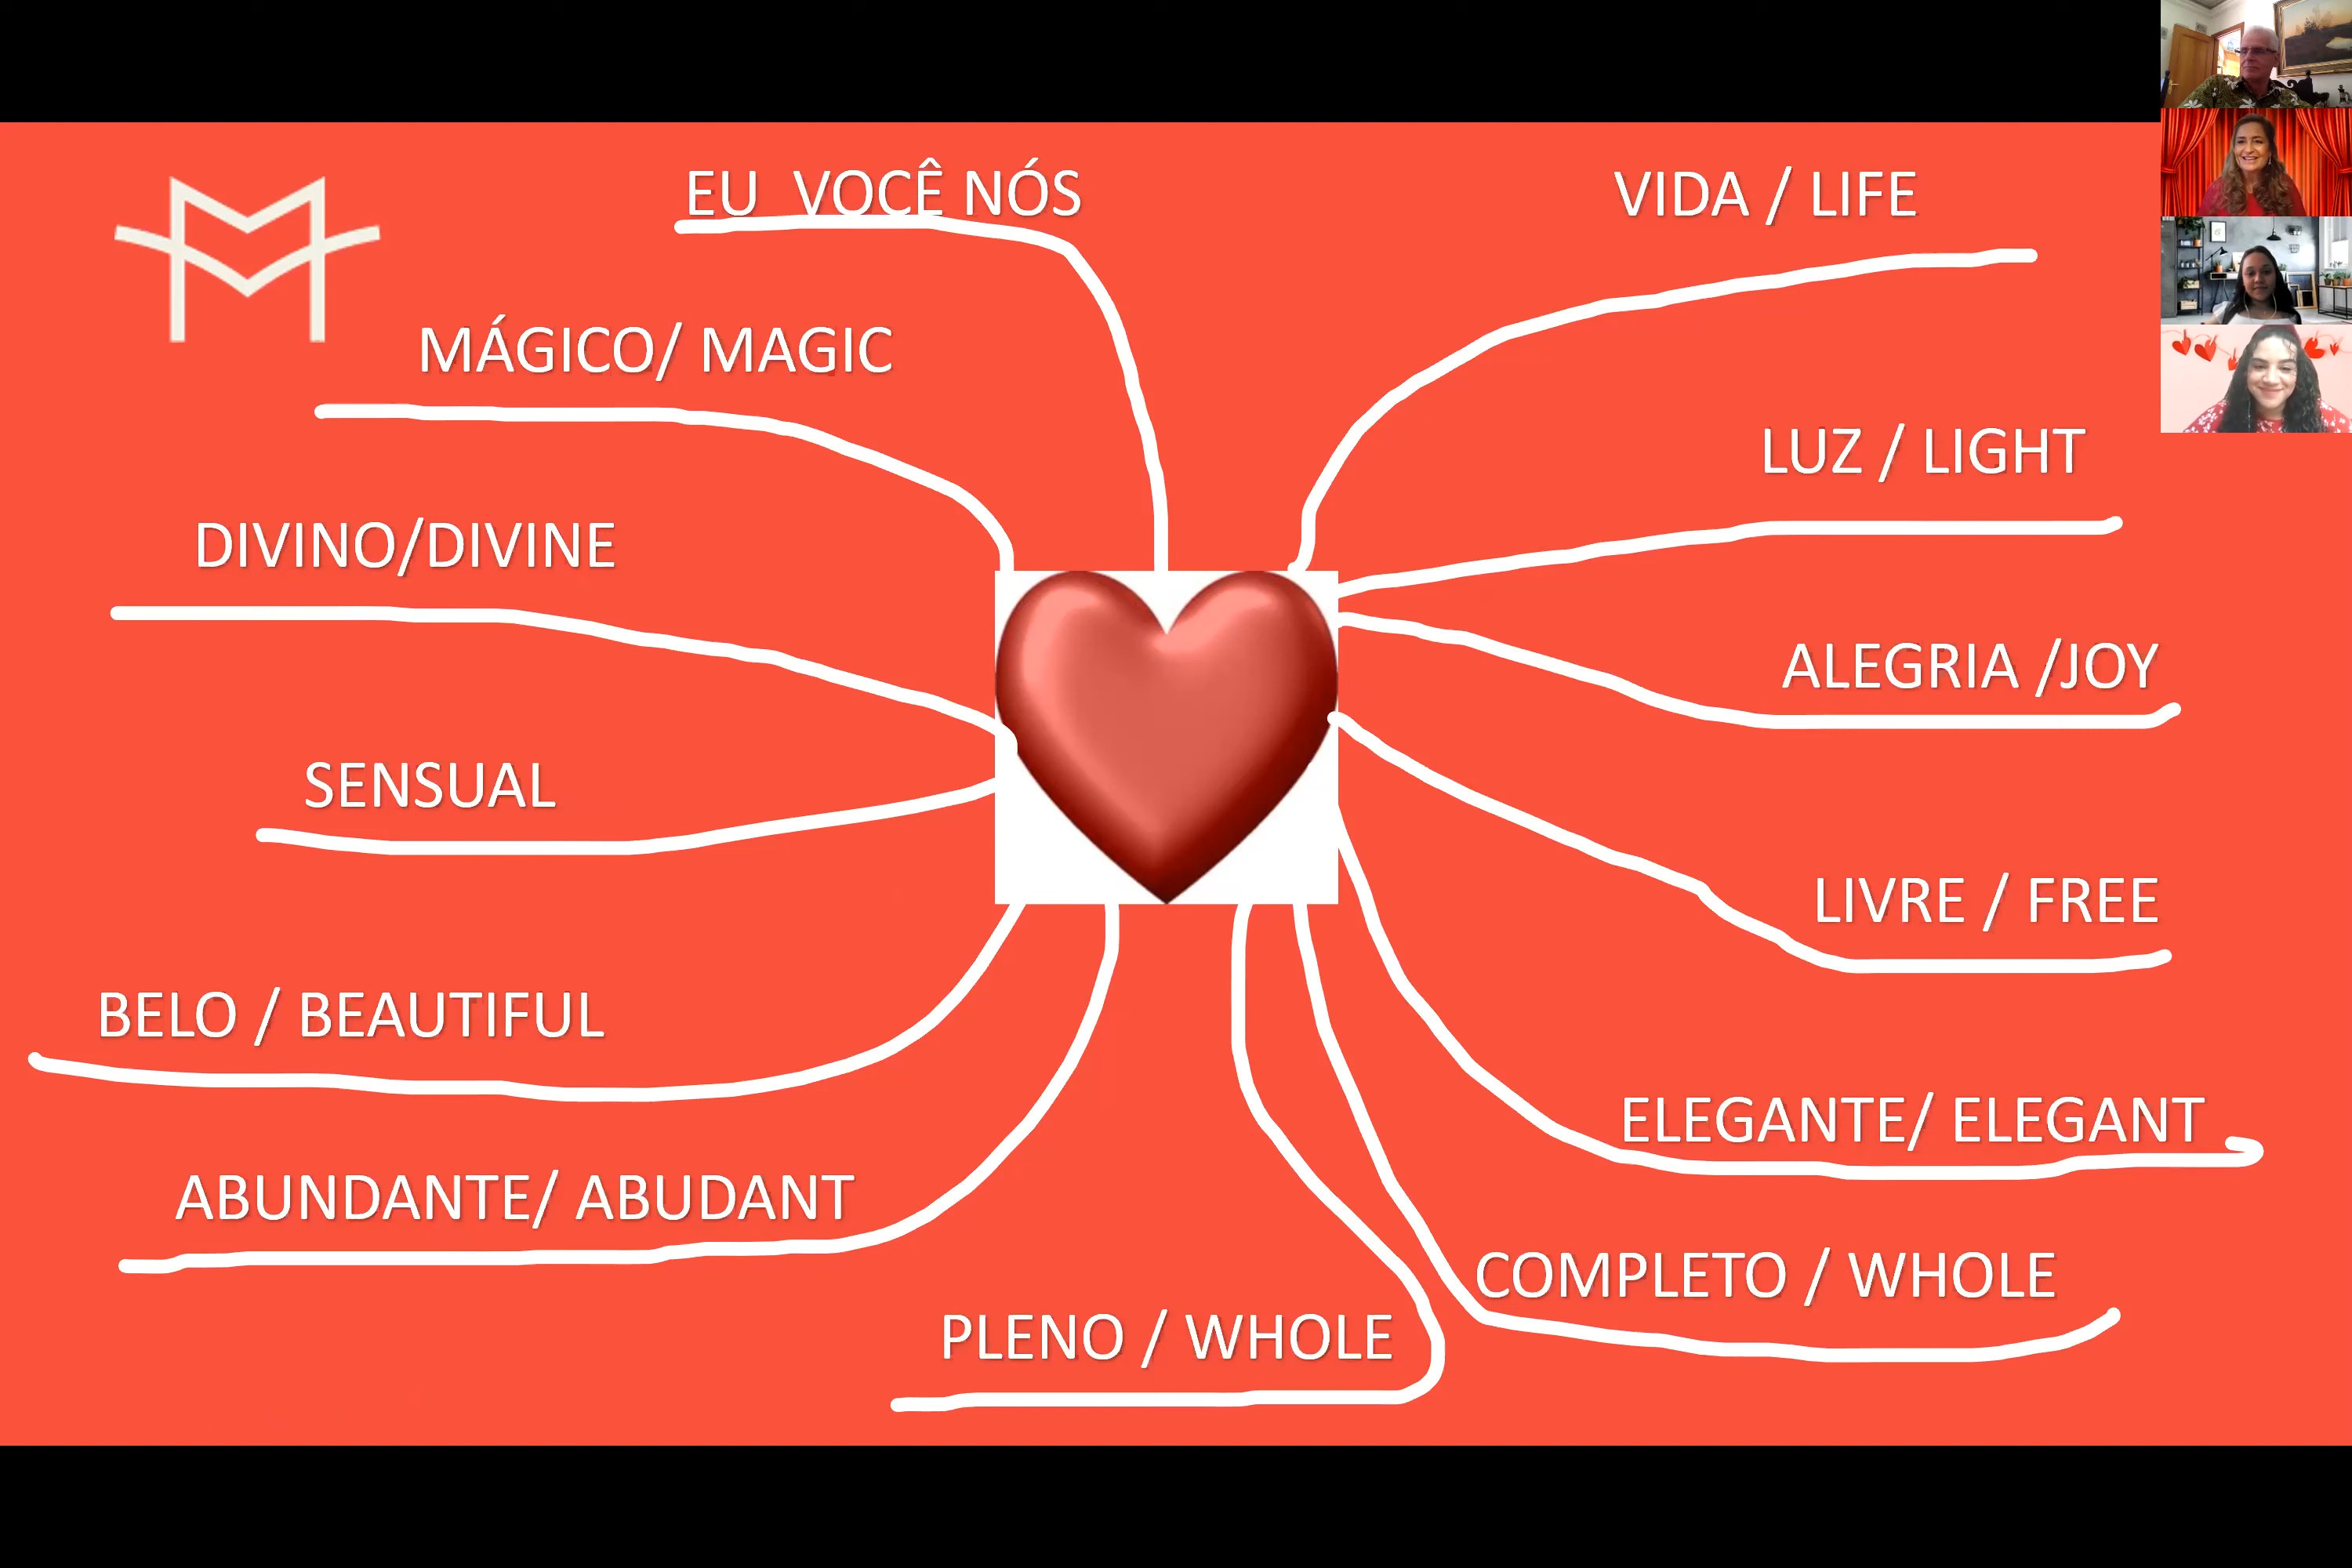 EU VOCÊ NÓS
VIDA / LIFE
MÁGICO/ MAGIC
LUZ / LIGHT
DIVINO/DIVINE
ALEGRIA /JOY
SENSUAL
LIVRE / FREE
BELO / BEAUTIFUL
ELEGANTE/ ELEGANT
ABUNDANTE/ ABUDANT
COMPLETO / WHOLE
PLENO / WHOLE